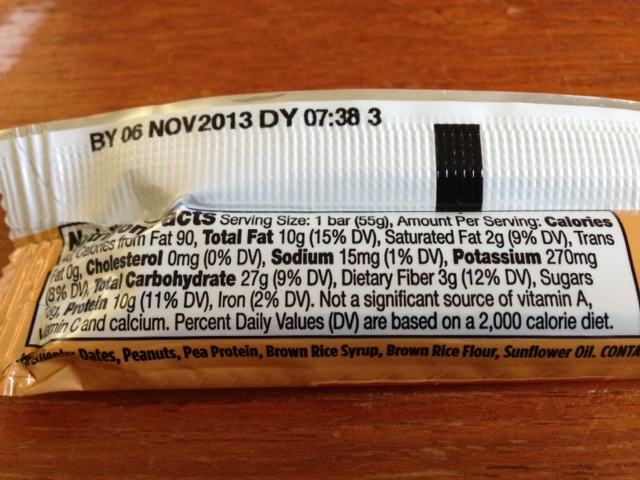 BY 06 NOV2013 DY 07:38 3
Nutrition Facts Serving Size: 1 bar (55g), Amount Per Serving: Calories
Calories from Fat 90, Total Fat 10g (15% DV), Saturated Fat 2g (9% DV), Trans
Fat 0g, Cholesterol 0mg (0% DV), Sodium 15mg (1% DV), Potassium 270mg
(8% DV), Total Carbohydrate 27g (9% DV), Dietary Fiber 3g (12% DV), Sugars
Protein 10g (11% DV), Iron (2% DV). Not a significant source of vitamin A,
vitamin C and calcium. Percent Daily Values (DV) are based on a 2,000 calorie diet.
Ingredients: Dates, Peanuts, Pea Protein, Brown Rice Syrup, Brown Rice Flour, Sunflower Oil. CONTA